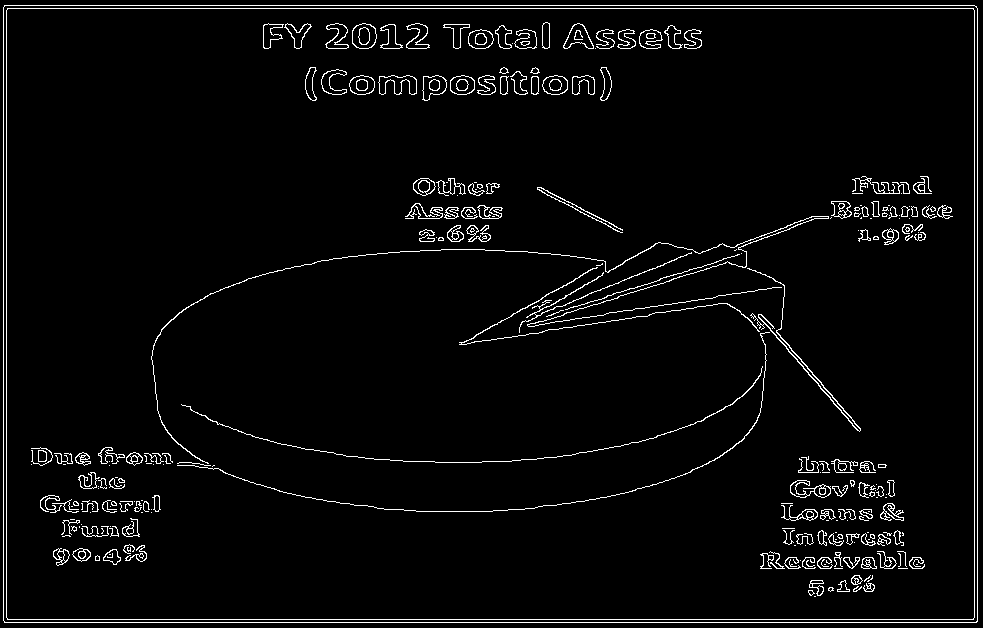 FY 2012 Total Assets
(Composition)
Other
Assets
2.6%
Fund
Balance
1.9%
Due from
the
General
Fund
90.4%
Intra-
Gov'tal
Loans &
Interest
Receivable
5.1%